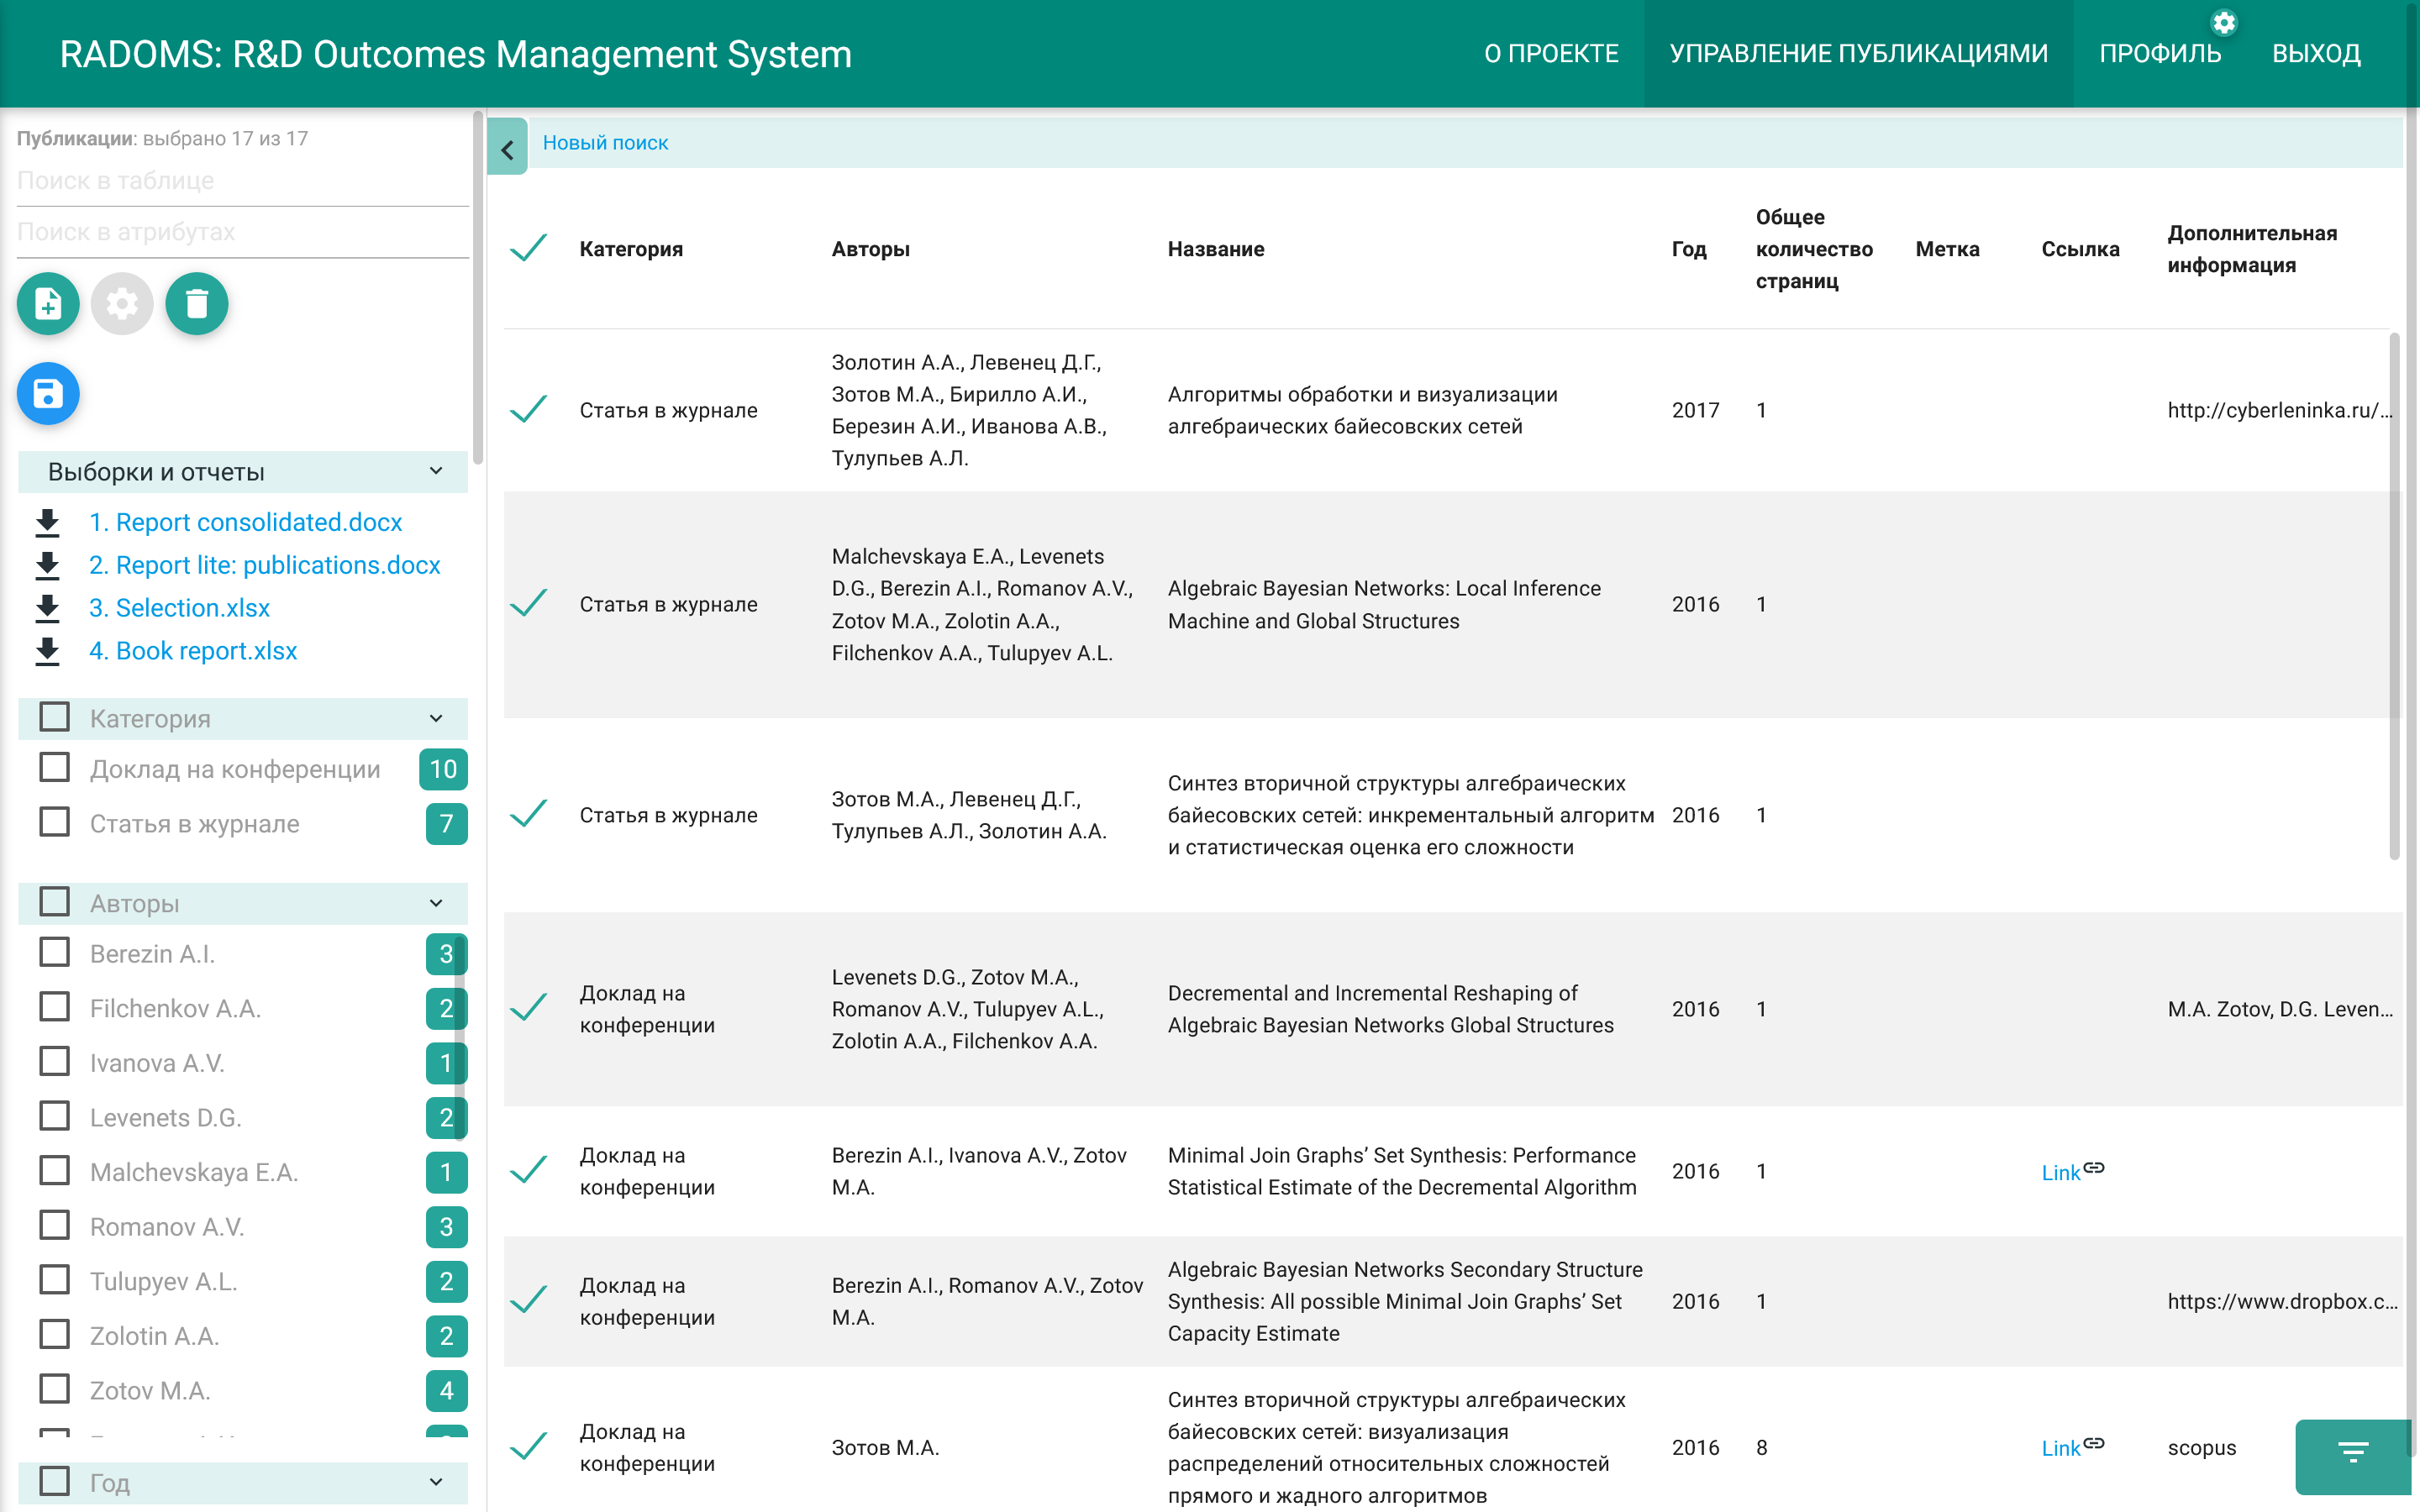 RADOMS: R&D Outcomes Management System
О ПРОЕКТЕ
УПРАВЛЕНИЕ ПУБЛИКАЦИЯМИ
ПРОФИЛЬ
ВЫХОД
Публикации: выбрано 17 из 17
Поиск в таблице
Поиск в атрибутах
Выборки и отчеты
1. Report consolidated.docx
2. Report lite: publications.docx
3. Selection.xlsx
4. Book report.xlsx
Категория
Доклад на конференции 10
Статья в журнале 7
Авторы
Berezin A.I. 3
Filchenkov A.A. 2
Ivanova A.V. 1
Levenets D.G. 2
Malchevskaya E.A. 1
Romanov A.V. 3
Tulupyev A.L. 2
Zolotin A.A. 2
Zotov M.A. 4
Год
Новый поиск
Категория
Авторы
Название
Год
Общее
количество
страниц
Метка
Ссылка
Дополнительная
информация
Статья в журнале
Золотин А.А., Левенец Д.Г.,
Зотов М.А., Бирилло А.И.,
Березин А.И., Иванова А.В.,
Тулупьев А.Л.
Алгоритмы обработки и визуализации
алгебраических байесовских сетей
2017
1
http://cyberleninka.ru/...
Статья в журнале
Malchevskaya E.A., Levenets
D.G., Berezin A.I., Romanov A.V.,
Zotov M.A., Zolotin A.A.,
Filchenkov A.A., Tulupyev A.L.
Algebraic Bayesian Networks: Local Inference
Machine and Global Structures
2016
1
Статья в журнале
Зотов М.А., Левенец Д.Г.,
Тулупьев А.Л., Золотин А.А.
Синтез вторичной структуры алгебраических
байесовских сетей: инкрементальный алгоритм
и статистическая оценка его сложности
2016
1
Доклад на
конференции
Levenets D.G., Zotov M.A.,
Romanov A.V., Tulupyev A.L.,
Zolotin A.A., Filchenkov A.A.
Decremental and Incremental Reshaping of
Algebraic Bayesian Networks Global Structures
2016
1
M.A. Zotov, D.G. Leven...
Доклад на
конференции
Berezin A.I., Ivanova A.V., Zotov
M.A.
Minimal Join Graphs’ Set Synthesis: Performance
Statistical Estimate of the Decremental Algorithm
2016
1
Link
Доклад на
конференции
Berezin A.I., Romanov A.V., Zotov
M.A.
Algebraic Bayesian Networks Secondary Structure
Synthesis: All possible Minimal Join Graphs’ Set
Capacity Estimate
2016
1
https://www.dropbox.c...
Доклад на
конференции
Зотов М.А.
Синтез вторичной структуры алгебраических
байесовских сетей: визуализация
распределений относительных сложностей
прямого и жадного алгоритмов
2016
8
Link
scopus